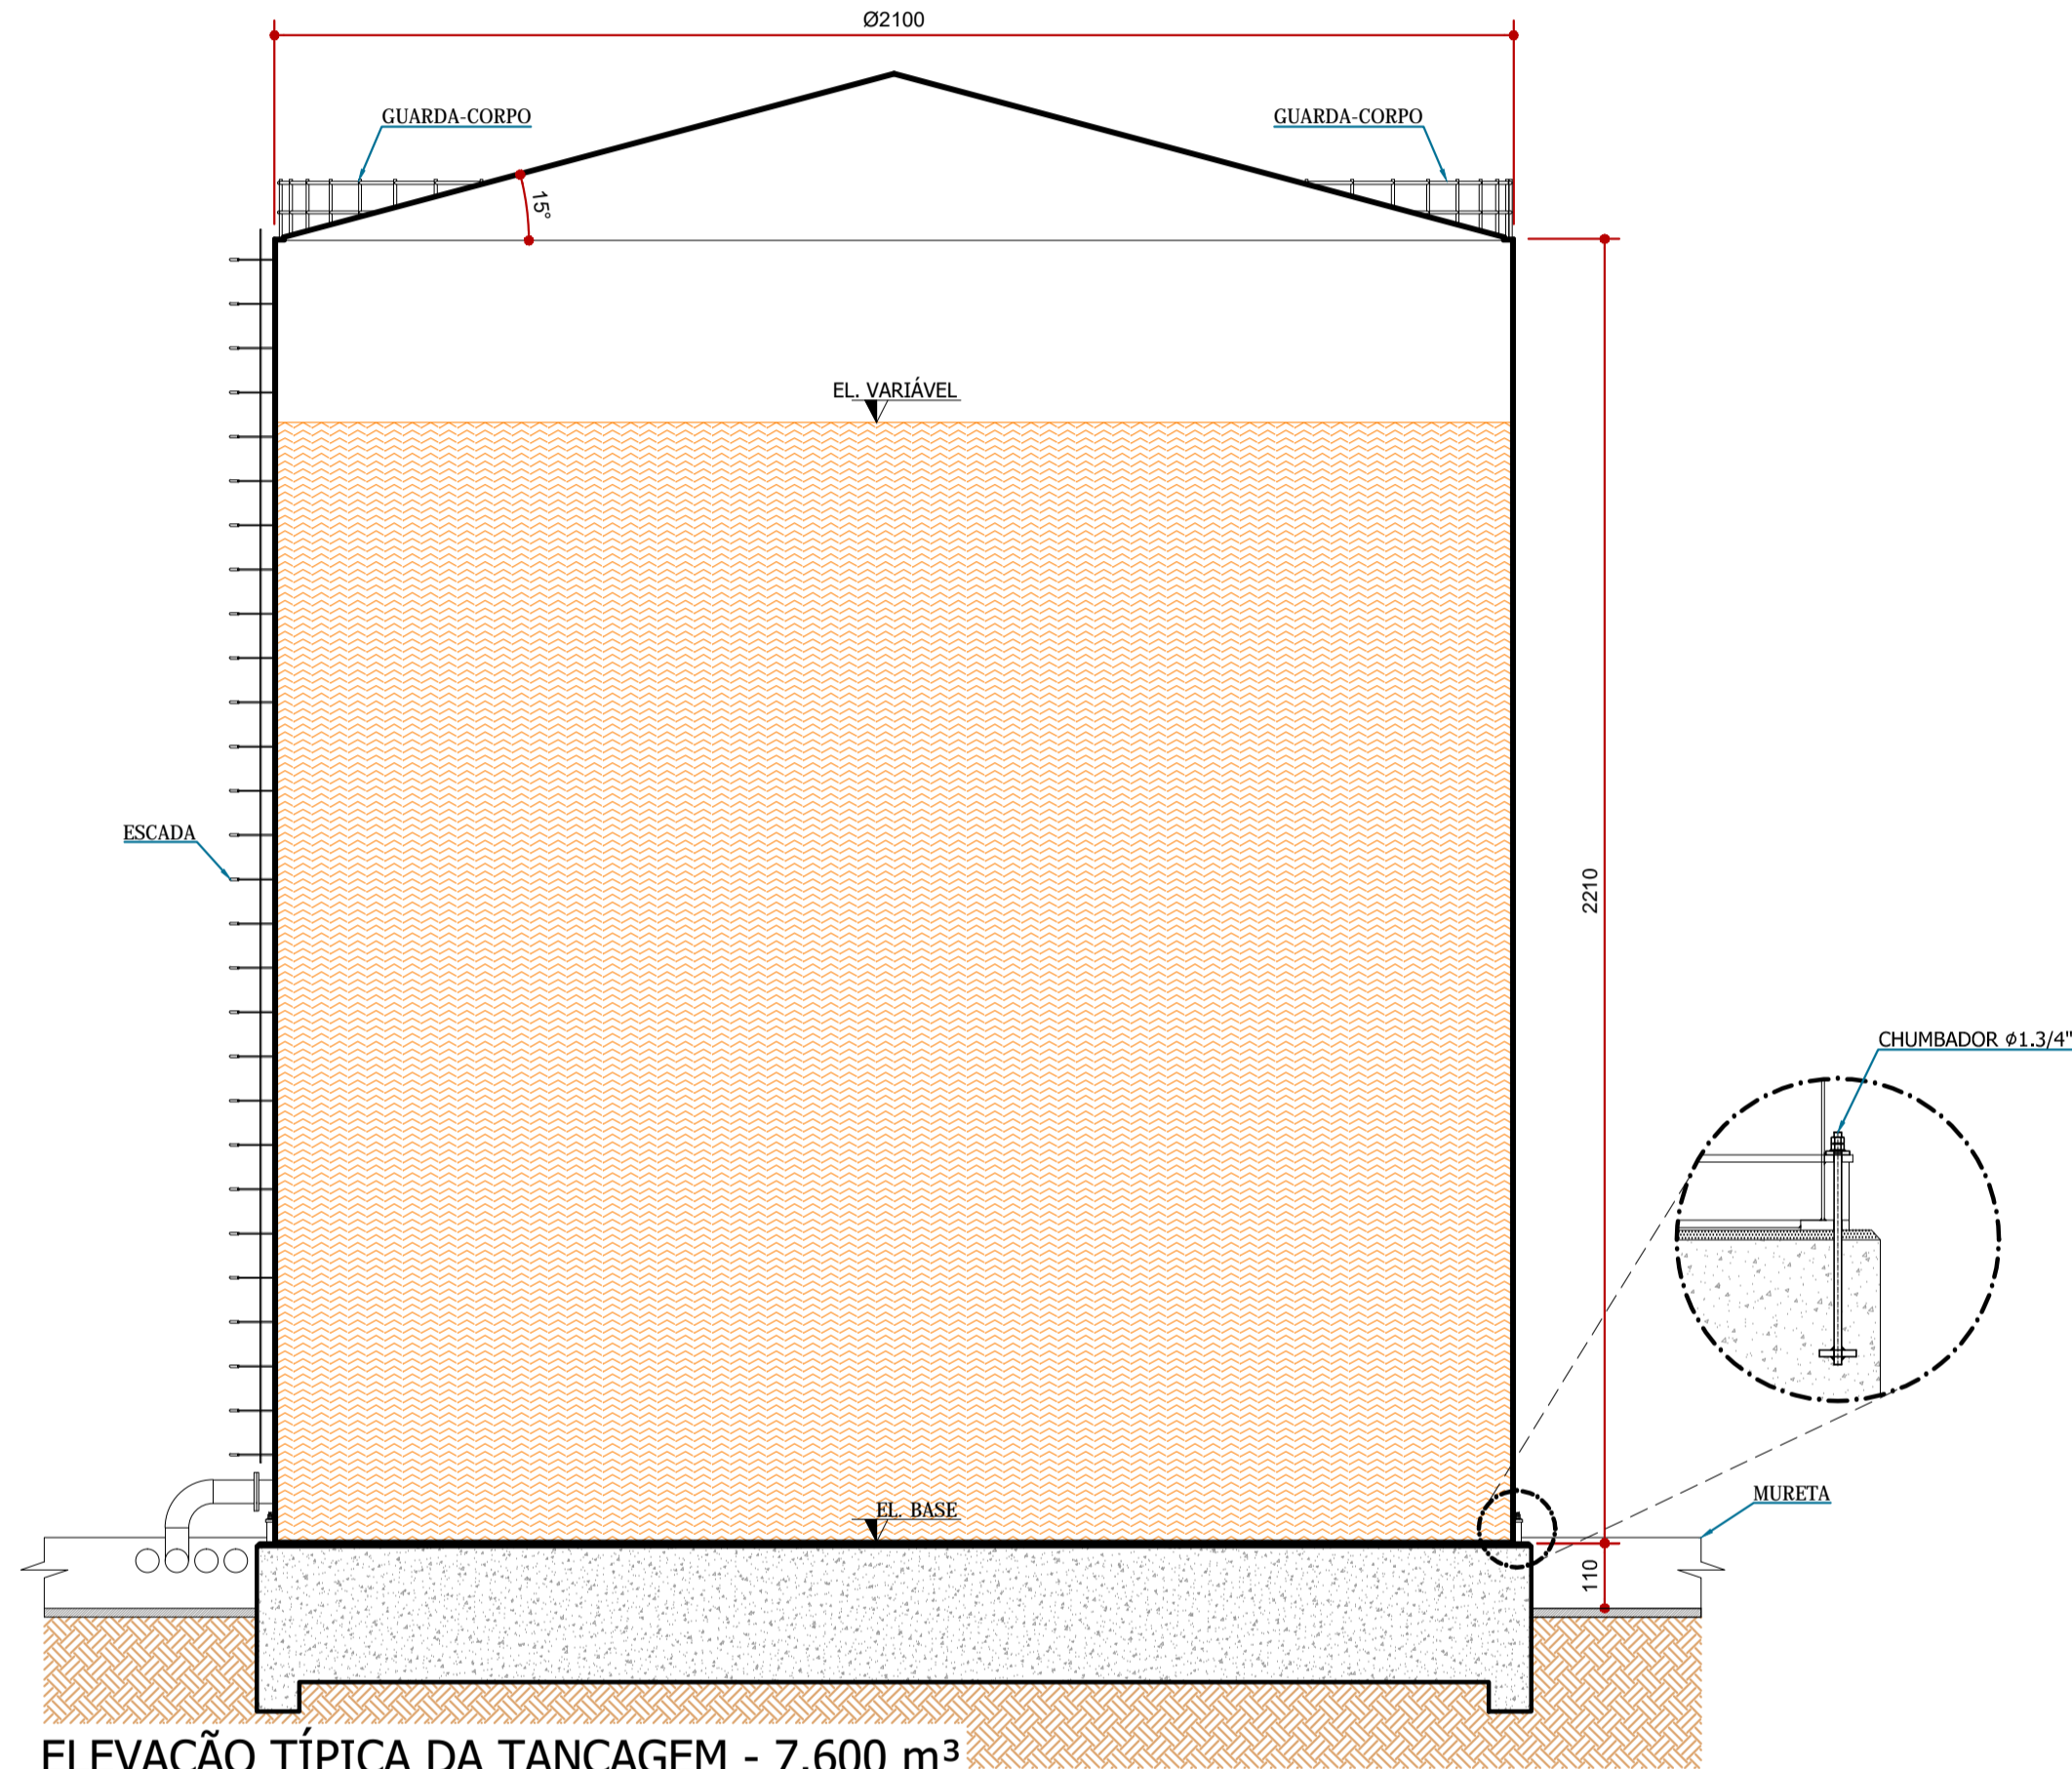 Ø2100
GUARDA-CORPO
GUARDA-CORPO
15°
EL. VARIÁVEL
ESCADA
2210
CHUMBADOR ⌀1.3/4"
MURETA
EL. BASE
110
ELEVAÇÃO TÍPICA DA TANCAGEM - 7.600 m³